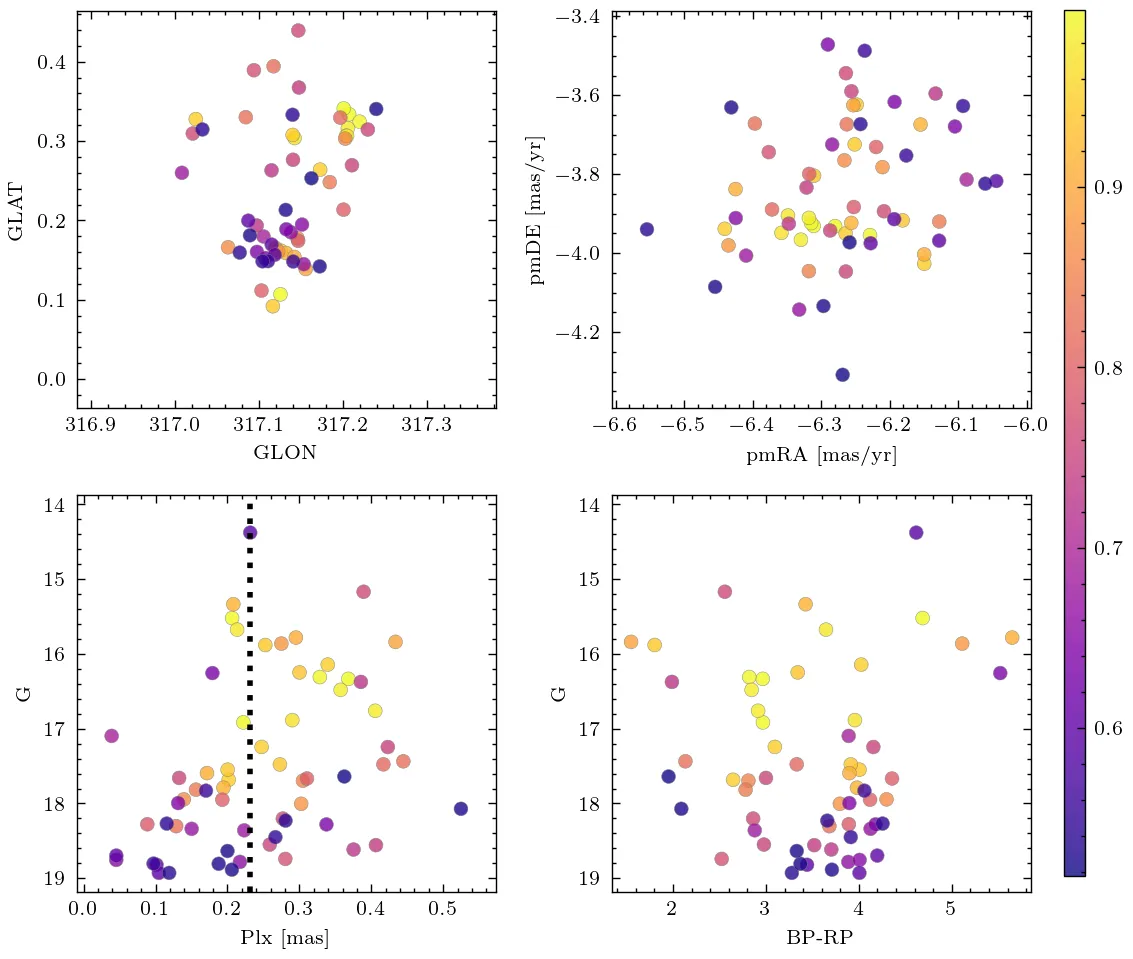 0.4
0.3
0.2
0.1
0.0
GLAT
316.9 317.0 317.1 317.2 317.3
GLON
−3.4
−3.6
−3.8
−4.0
−4.2
pmDE [mas/yr]
−6.6 −6.5 −6.4 −6.3 −6.2 −6.1 −6.0
pmRA [mas/yr]
14
15
16
17
18
19
G
0.0 0.1 0.2 0.3 0.4 0.5
Plx [mas]
14
15
16
17
18
19
G
2 3 4 5
BP-RP
0.9
0.8
0.7
0.6